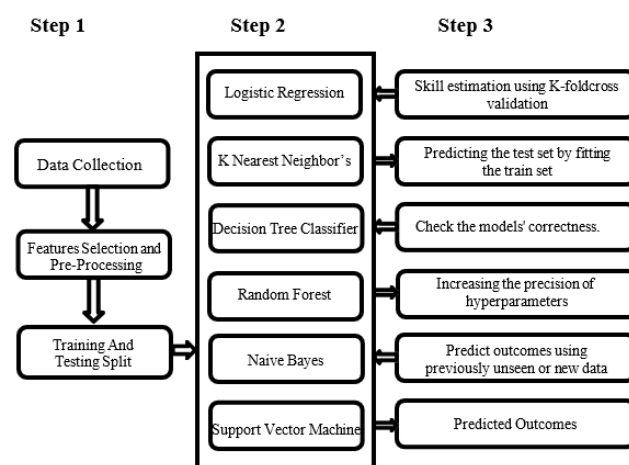 Step 1
Step 2
Step 3
Data Collection
Features Selection and
Pre-Processing
Training And
Testing Split
Logistic Regression
K Nearest Neighbor’s
Decision Tree Classifier
Random Forest
Naive Bayes
Support Vector Machine
Skill estimation using K-foldcross
validation
Predicting the test set by fitting
the train set
Check the models' correctness.
Increasing the precision of
hyperparameters
Predict outcomes using
previously unseen or new data
Predicted Outcomes